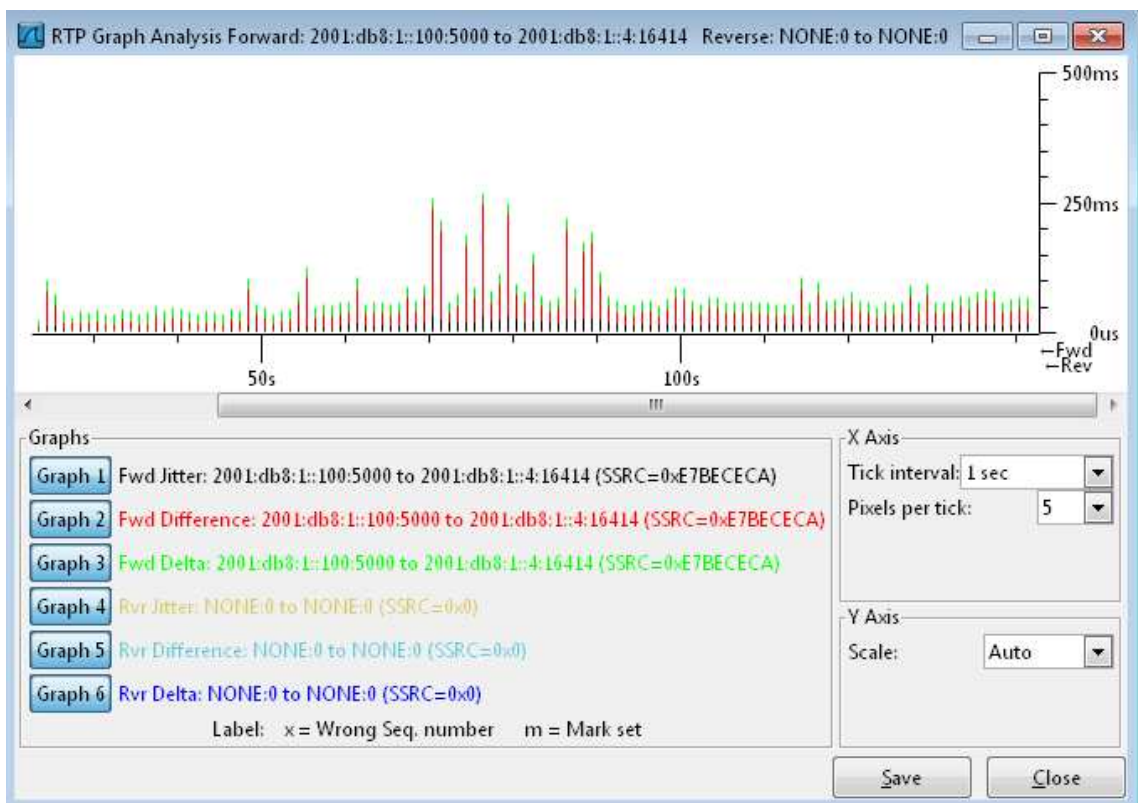 RTP Graph Analysis Forward: 2001:db8:1::100:5000 to 2001:db8:1::4:16414 Reverse: NONE:0 to NONE:0
500ms
250ms
0us
←Fwd
←Rev
50s 100s
Graphs
Graph 1 Fwd Jitter: 2001:db8:1::100:5000 to 2001:db8:1::4:16414 (SSRC=0xE7BECECA)
Graph 2 Fwd Difference: 2001:db8:1::100:5000 to 2001:db8:1::4:16414 (SSRC=0xE7BECECA)
Graph 3 Fwd Delta: 2001:db8:1::100:5000 to 2001:db8:1::4:16414 (SSRC=0xE7BECECA)
Graph 4 Rvr Jitter: NONE:0 to NONE:0 (SSRC=0x0)
Graph 5 Rvr Difference: NONE:0 to NONE:0 (SSRC=0x0)
Graph 6 Rvr Delta: NONE:0 to NONE:0 (SSRC=0x0)
Label: x = Wrong Seq. number m = Mark set
X Axis
Tick interval: 1 sec
Pixels per tick: 5
Y Axis
Scale: Auto
Save Close